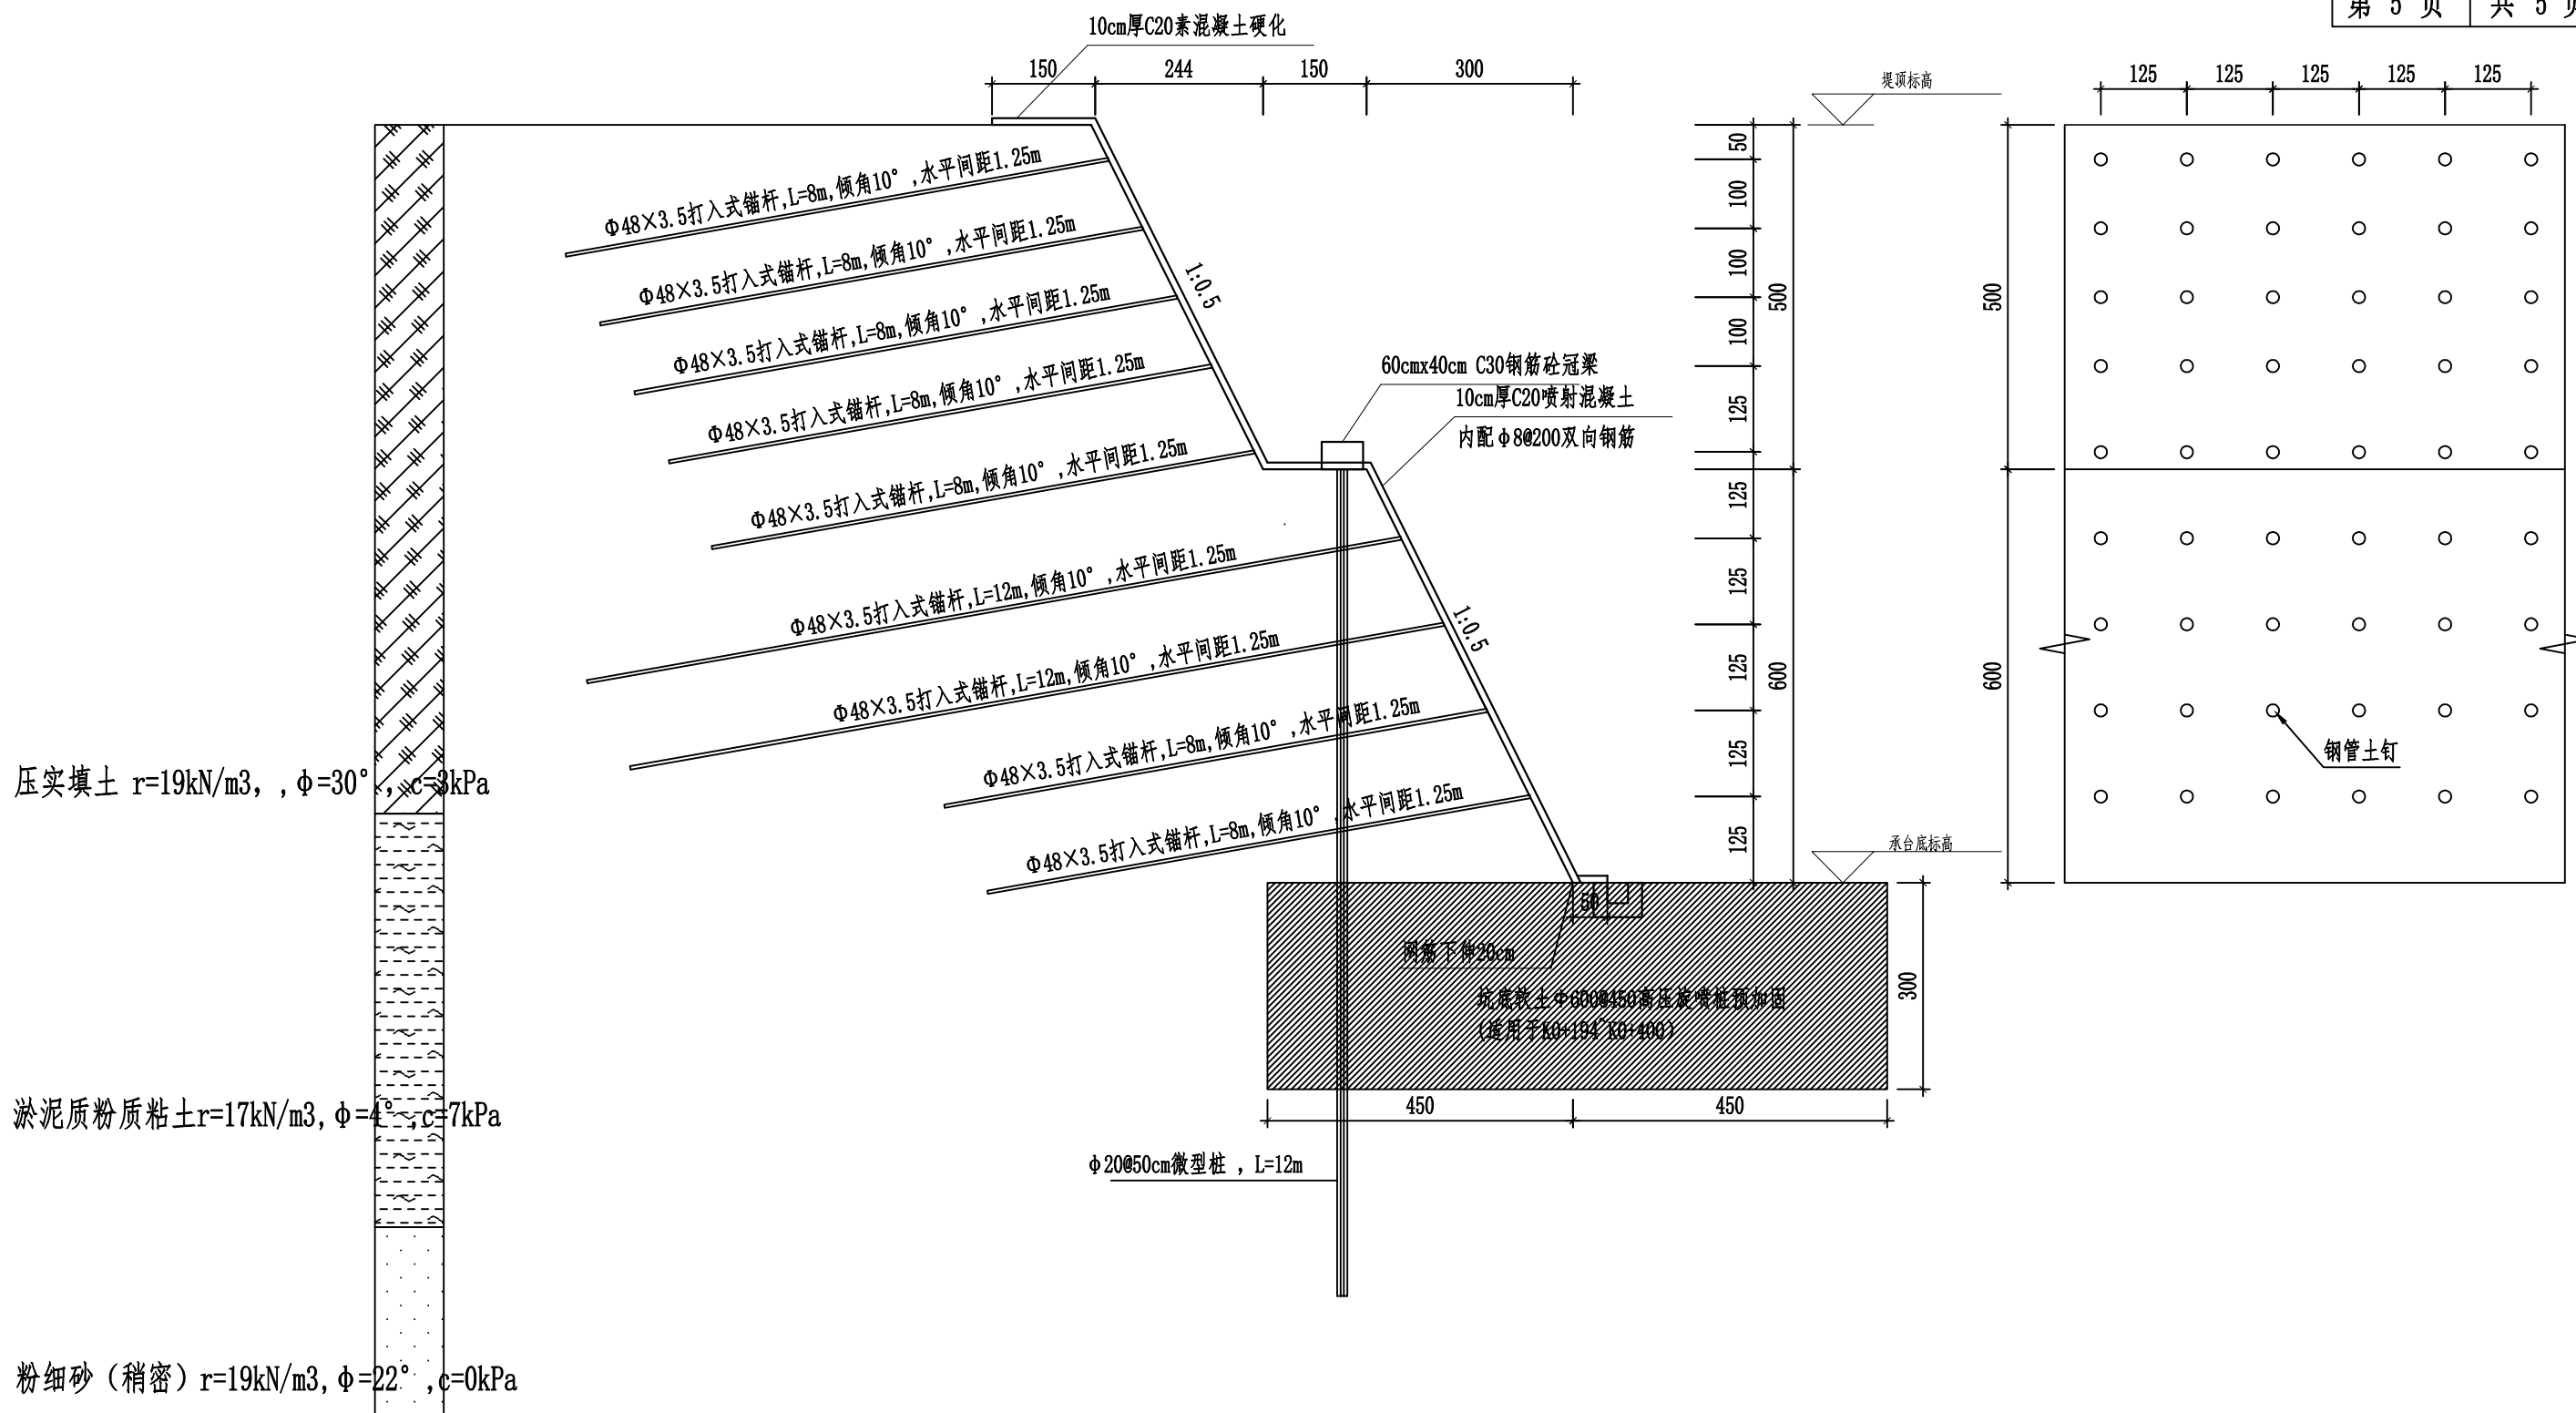 第 5 页 共 5 页
10cm厚C20素混凝土硬化
150 244 150 300
堤顶标高
125 125 125 125 125
Φ48×3.5打入式锚杆,L=8m,倾角10°,水平间距1.25m
Φ48×3.5打入式锚杆,L=8m,倾角10°,水平间距1.25m
Φ48×3.5打入式锚杆,L=8m,倾角10°,水平间距1.25m
Φ48×3.5打入式锚杆,L=8m,倾角10°,水平间距1.25m
Φ48×3.5打入式锚杆,L=8m,倾角10°,水平间距1.25m
Φ48×3.5打入式锚杆,L=12m,倾角10°,水平间距1.25m
Φ48×3.5打入式锚杆,L=12m,倾角10°,水平间距1.25m
Φ48×3.5打入式锚杆,L=8m,倾角10°,水平间距1.25m
Φ48×3.5打入式锚杆,L=8m,倾角10°,水平间距1.25m
1:0.5
1:0.5
60cmx40cm C30钢筋砼冠梁
10cm厚C20喷射混凝土
内配φ8@200双向钢筋
50
100
100
100
125
125
125
125
125
125
500
600
500
600
钢管土钉
承台底标高
压实填土 r=19kN/m3, ,φ=30°, c=3kPa
50
网筋下伸20cm
坑底软土Φ600@450高压旋喷桩预加固
(适用于K0+194~K0+400)
300
450 450
淤泥质粉质粘土r=17kN/m3,φ=4°,c=7kPa
φ20@50cm微型桩 , L=12m
粉细砂（稍密）r=19kN/m3,φ=22°,c=0kPa